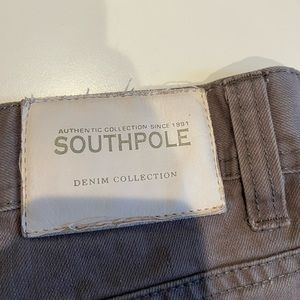 AUTHENTIC COLLECTION SINCE 1991
SOUTHPOLE
DENIM COLLECTION